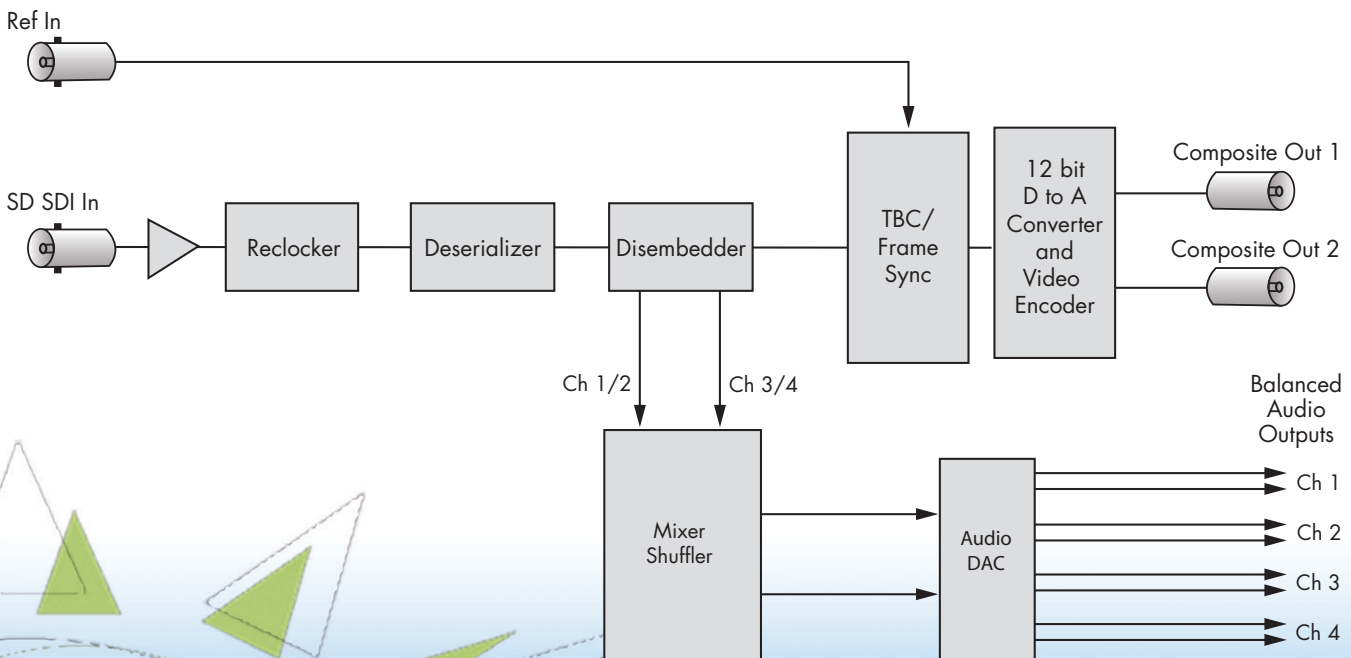 Ref In
SD SDI In
Reclocker
Deserializer
Disembedder
TBC/
Frame
Sync
12 bit
D to A
Converter
and
Video
Encoder
Composite Out 1
Composite Out 2
Ch 1/2
Ch 3/4
Mixer
Shuffler
Audio
DAC
Balanced
Audio
Outputs
Ch 1
Ch 2
Ch 3
Ch 4